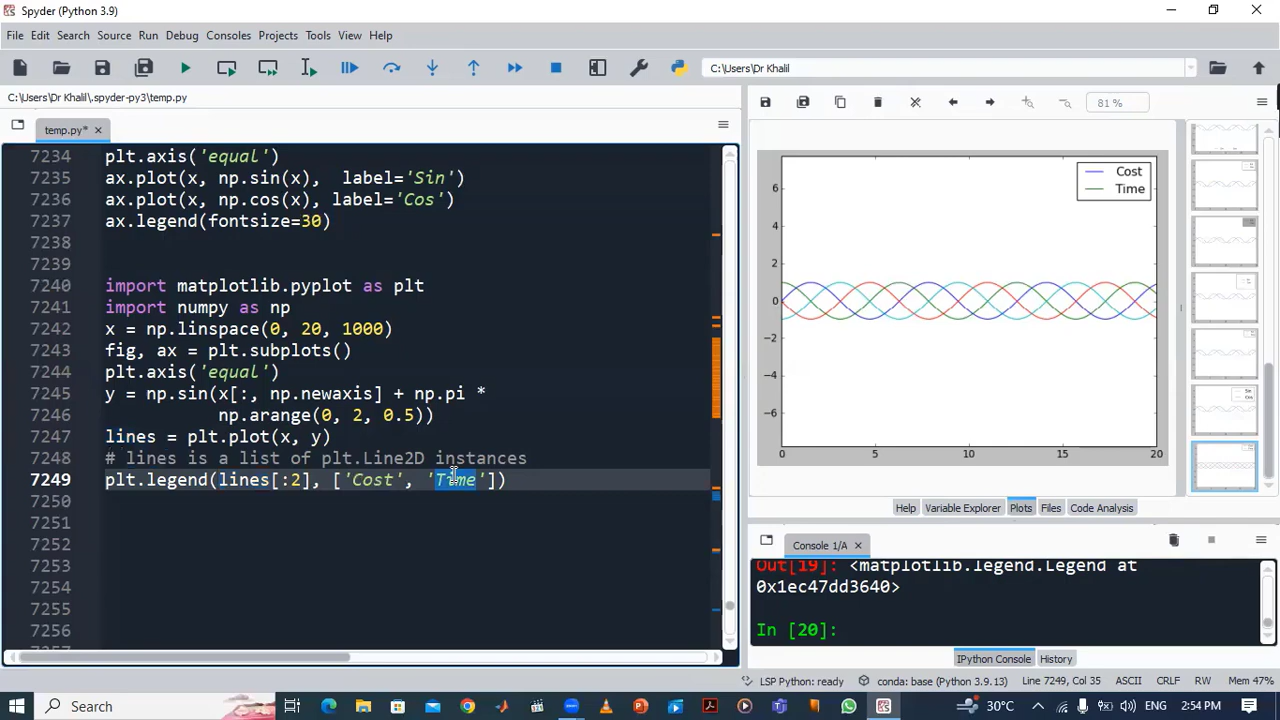 Spyder (Python 3.9)
File Edit Search Source Run Debug Consoles Projects Tools View Help
C:\Users\Dr Khalil
C:\Users\Dr Khalil\.spyder-py3\temp.py
temp.py*
81 %
7234 plt.axis('equal')
7235 ax.plot(x, np.sin(x),  label='Sin')
7236 ax.plot(x, np.cos(x), label='Cos')
7237 ax.legend(fontsize=30)
7238
7239
7240 import matplotlib.pyplot as plt
7241 import numpy as np
7242 x = np.linspace(0, 20, 1000)
7243 fig, ax = plt.subplots()
7244 plt.axis('equal')
7245 y = np.sin(x[:, np.newaxis] + np.pi *
7246 np.arange(0, 2, 0.5))
7247 lines = plt.plot(x, y)
7248 # lines is a list of plt.Line2D instances
7249 plt.legend(lines[:2], ['Cost', 'Time'])
7250
7251
7252
7253
7254
7255
7256
Cost
Time
6
4
2
0
−2
−4
−6
0 5 10 15 20
Help Variable Explorer Plots Files Code Analysis
Console 1/A
Out[19]: <matplotlib.legend.Legend at
0x1ec47dd3640>
In [20]:
IPython Console History
LSP Python: ready conda: base (Python 3.9.13) Line 7249, Col 35 ASCII CRLF RW Mem 47%
Search 30°C ENG 2:54 PM